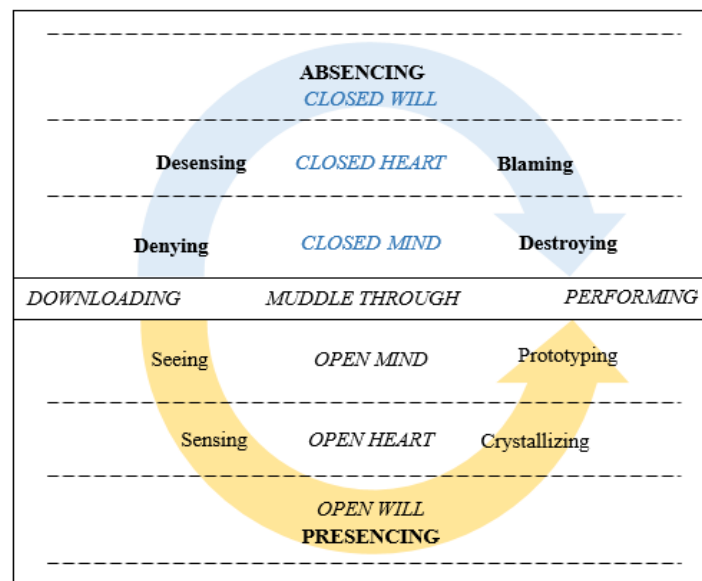 ABSENCING
CLOSED WILL
Desensing CLOSED HEART Blaming
Denying CLOSED MIND Destroying
DOWNLOADING MUDDLE THROUGH PERFORMING
Seeing OPEN MIND Prototyping
Sensing OPEN HEART Crystallizing
OPEN WILL
PRESENCING